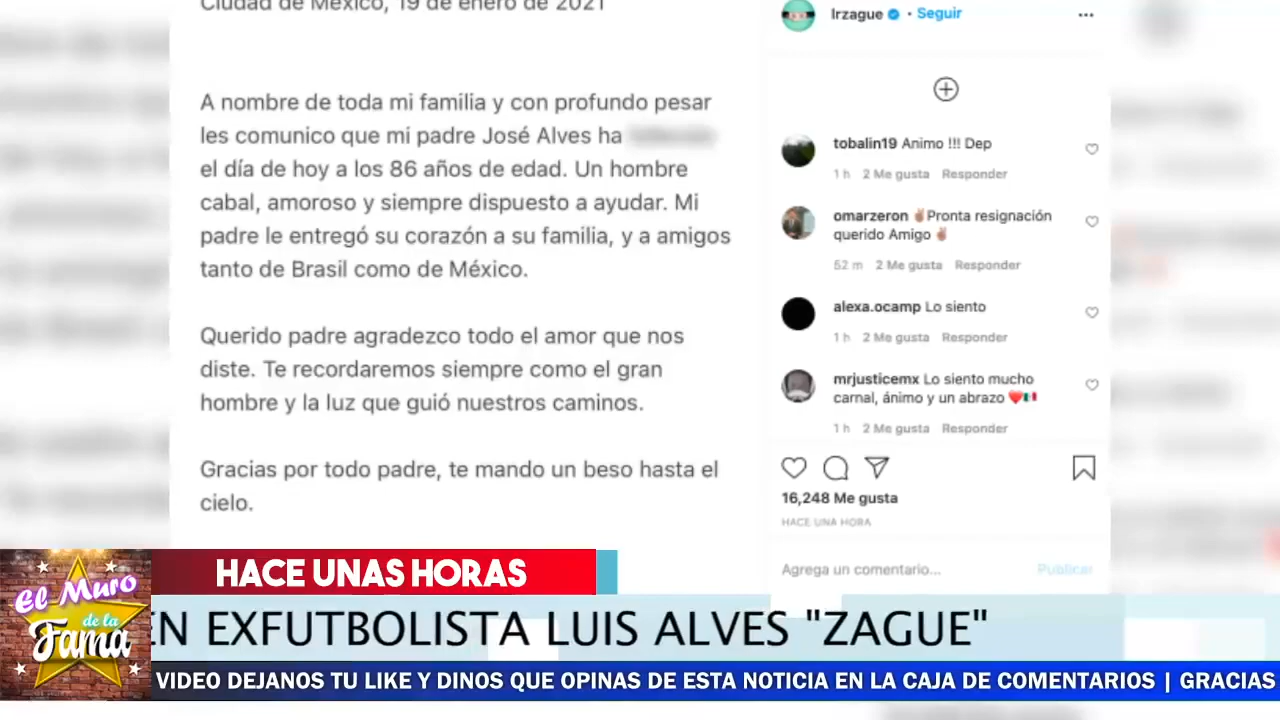 Ciudad de México, 19 de enero de 2021
A nombre de toda mi familia y con profundo pesar
les comunico que mi padre José Alves ha
el día de hoy a los 86 años de edad. Un hombre
cabal, amoroso y siempre dispuesto a ayudar. Mi
padre le entregó su corazón a su familia, y a amigos
tanto de Brasil como de México.
Querido padre agradezco todo el amor que nos
diste. Te recordaremos siempre como el gran
hombre y la luz que guió nuestros caminos.
Gracias por todo padre, te mando un beso hasta el
cielo.
lrzague • Seguir
tobalin19 Animo !!! Dep
1 h 2 Me gusta Responder
omarzeron ✌🏽Pronta resignación
querido Amigo ✌🏽
52 m 2 Me gusta Responder
alexa.ocamp Lo siento
1 h 2 Me gusta Responder
mrjusticemx Lo siento mucho
carnal, ánimo y un abrazo ❤️🇲🇽
1 h 2 Me gusta Responder
16,248 Me gusta
HACE UNA HORA
Agrega un comentario... Publicar
El Muro
de la
Fama
HACE UNAS HORAS
EN EXFUTBOLISTA LUIS ALVES "ZAGUE"
VIDEO DEJANOS TU LIKE Y DINOS QUE OPINAS DE ESTA NOTICIA EN LA CAJA DE COMENTARIOS | GRACIAS